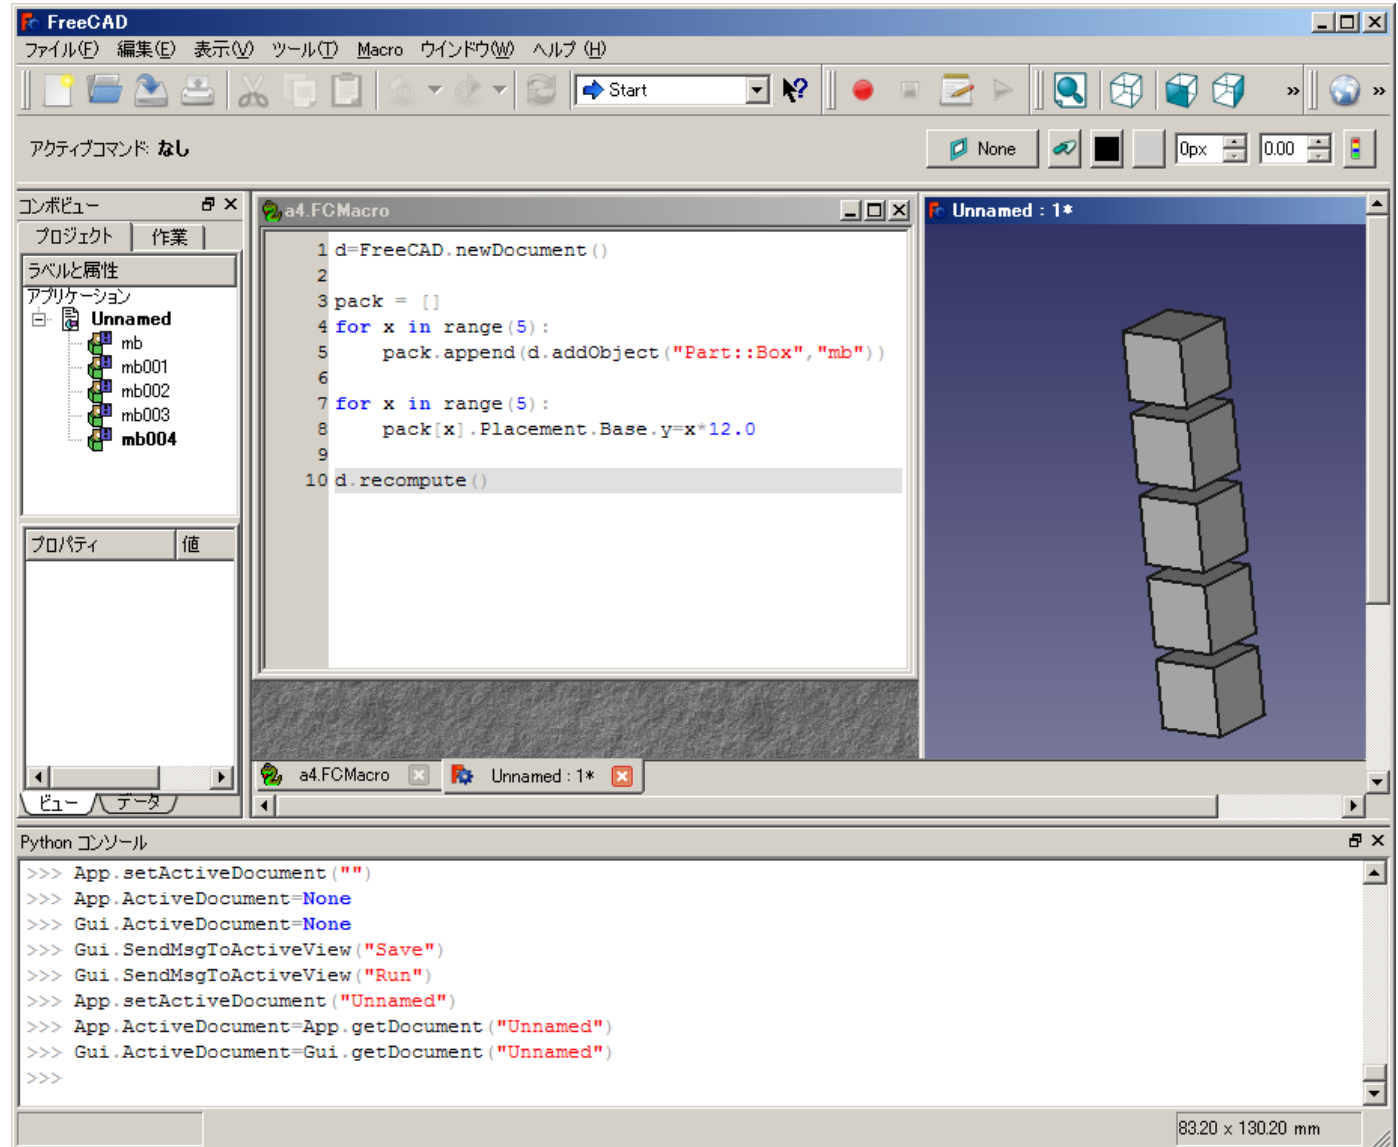 FreeCAD
ファイル(F) 編集(E) 表示(V) ツール(T) Macro ウインドウ(W) ヘルプ (H)
Start
»
»
アクティブコマンド: なし
None
0px
0.00
コンボビュー
プロジェクト 作業
ラベルと属性
アプリケーション
Unnamed
mb
mb001
mb002
mb003
mb004
プロパティ 値
ビュー データ
a4.FCMacro
1 d=FreeCAD.newDocument()
2
3 pack = []
4 for x in range(5):
5     pack.append(d.addObject("Part::Box","mb"))
6
7 for x in range(5):
8     pack[x].Placement.Base.y=x*12.0
9
10 d.recompute()
Unnamed : 1*
a4.FCMacro
Unnamed : 1*
Python コンソール
>>> App.setActiveDocument("")
>>> App.ActiveDocument=None
>>> Gui.ActiveDocument=None
>>> Gui.SendMsgToActiveView("Save")
>>> Gui.SendMsgToActiveView("Run")
>>> App.setActiveDocument("Unnamed")
>>> App.ActiveDocument=App.getDocument("Unnamed")
>>> Gui.ActiveDocument=Gui.getDocument("Unnamed")
>>>
83.20 x 130.20 mm